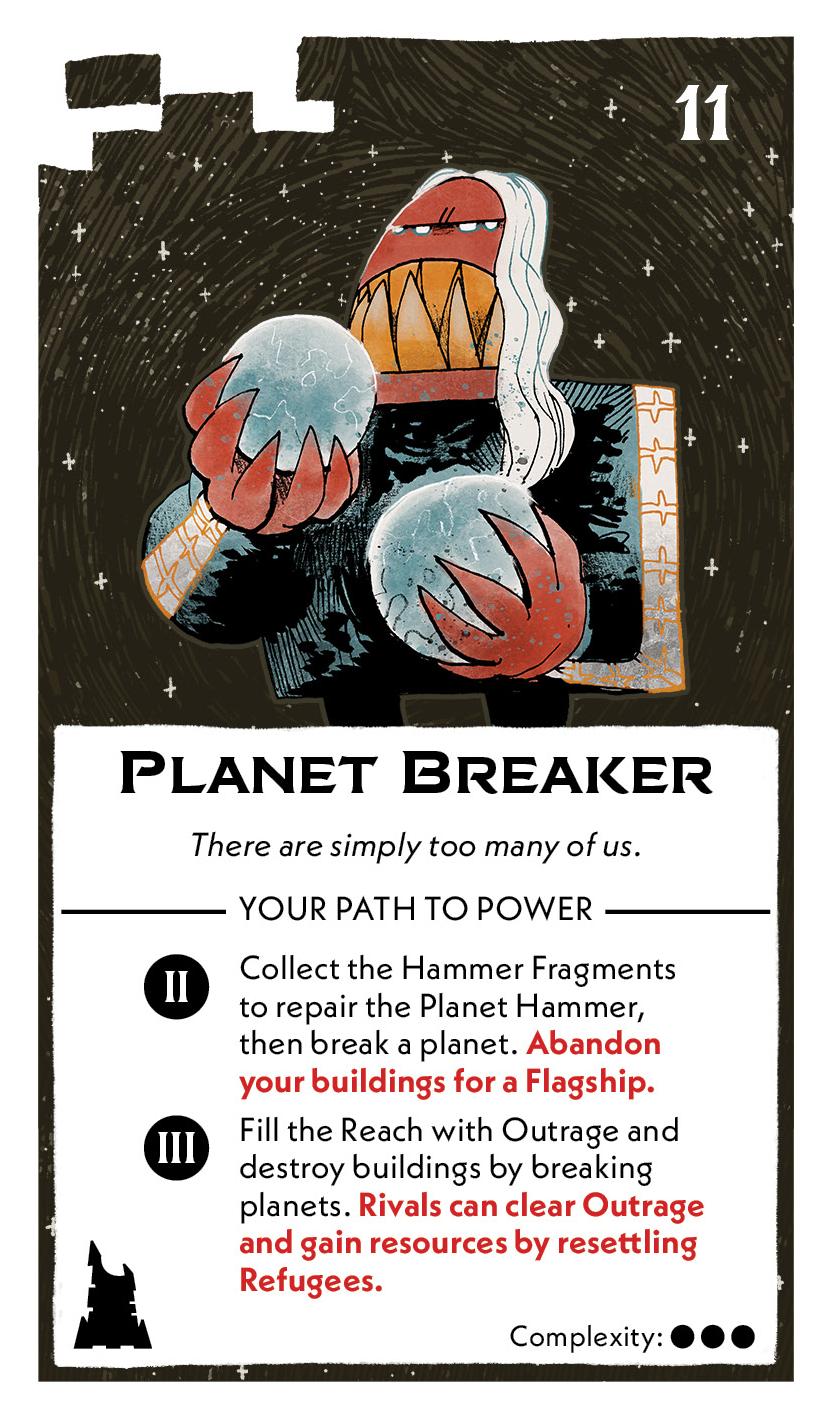 11
Planet Breaker
There are simply too many of us.
YOUR PATH TO POWER
II
Collect the Hammer Fragments
to repair the Planet Hammer,
then break a planet. Abandon
your buildings for a Flagship.
III
Fill the Reach with Outrage and
destroy buildings by breaking
planets. Rivals can clear Outrage
and gain resources by resettling
Refugees.
Complexity: